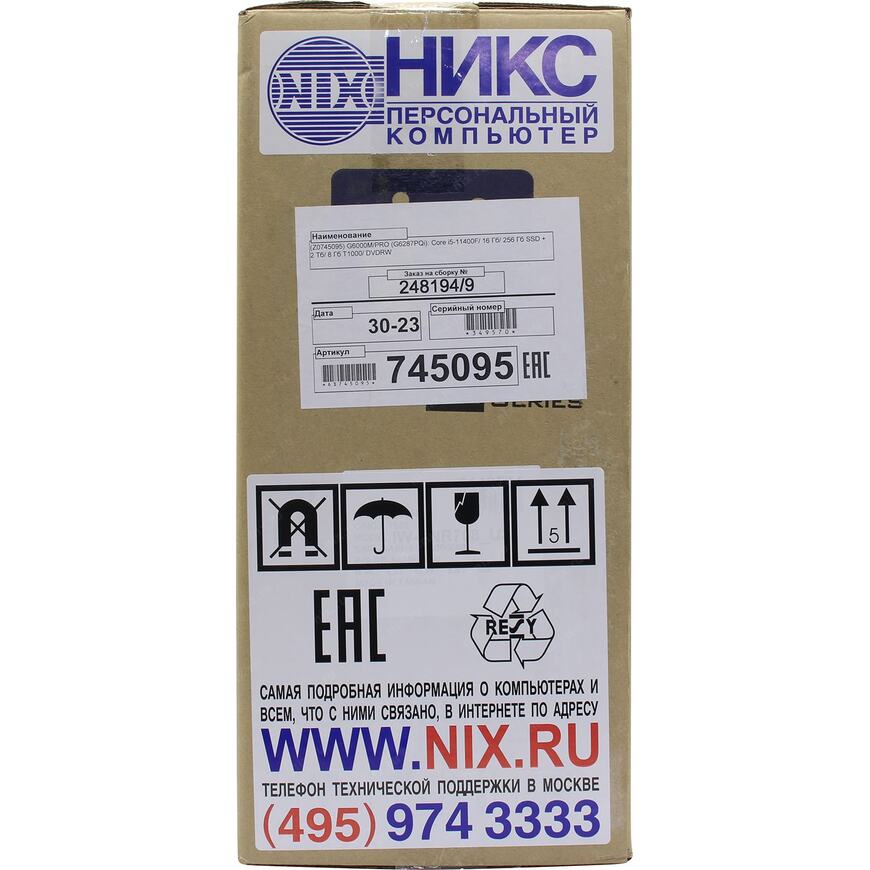 NIX
НИКС
ПЕРСОНАЛЬНЫЙ
КОМПЬЮТЕР
Наименование
(Z0745095) G6000M/PRO (G6287PQi): Core i5-11400F/ 16 Гб/ 256 Гб SSD +
2 Тб/ 8 Гб T1000/ DVDRW
Заказ на сборку №
248194/9
Дата
30-23
Серийный номер
*349570*
Артикул
*63745095*
745095
EAC
SERIES
5
EAC
RESY
САМАЯ ПОДРОБНАЯ ИНФОРМАЦИЯ О КОМПЬЮТЕРАХ И
ВСЕМ, ЧТО С НИМИ СВЯЗАНО, В ИНТЕРНЕТЕ ПО АДРЕСУ
WWW.NIX.RU
ТЕЛЕФОН ТЕХНИЧЕСКОЙ ПОДДЕРЖКИ В МОСКВЕ
(495) 974 3333